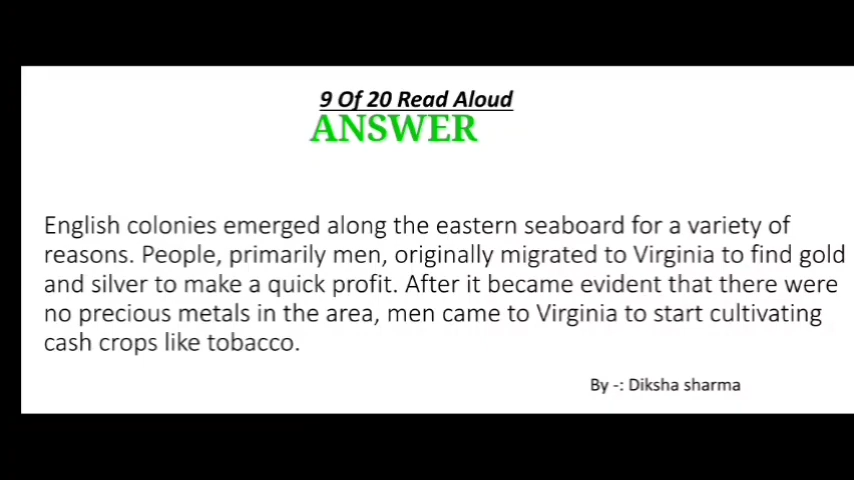 9 Of 20 Read Aloud
ANSWER
English colonies emerged along the eastern seaboard for a variety of
reasons. People, primarily men, originally migrated to Virginia to find gold
and silver to make a quick profit. After it became evident that there were
no precious metals in the area, men came to Virginia to start cultivating
cash crops like tobacco.
By -: Diksha sharma